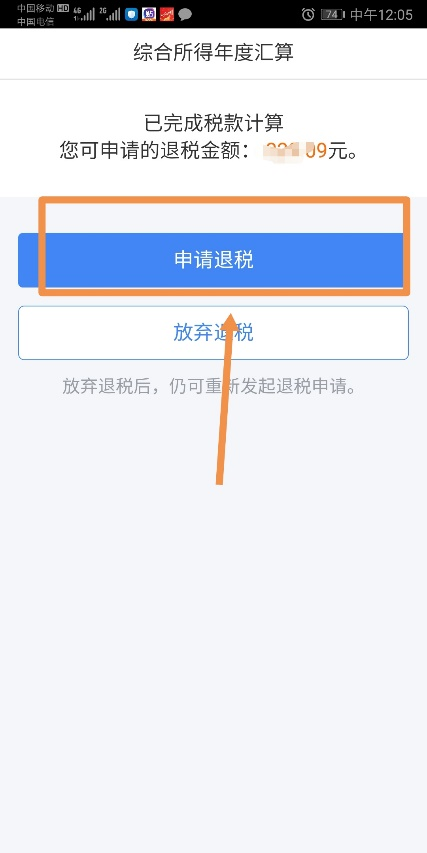 中国移动 HD 4G 2G 74 中午12:05
中国电信
综合所得年度汇算
已完成税款计算
您可申请的退税金额： 09元。
申请退税
放弃退税
放弃退税后，仍可重新发起退税申请。